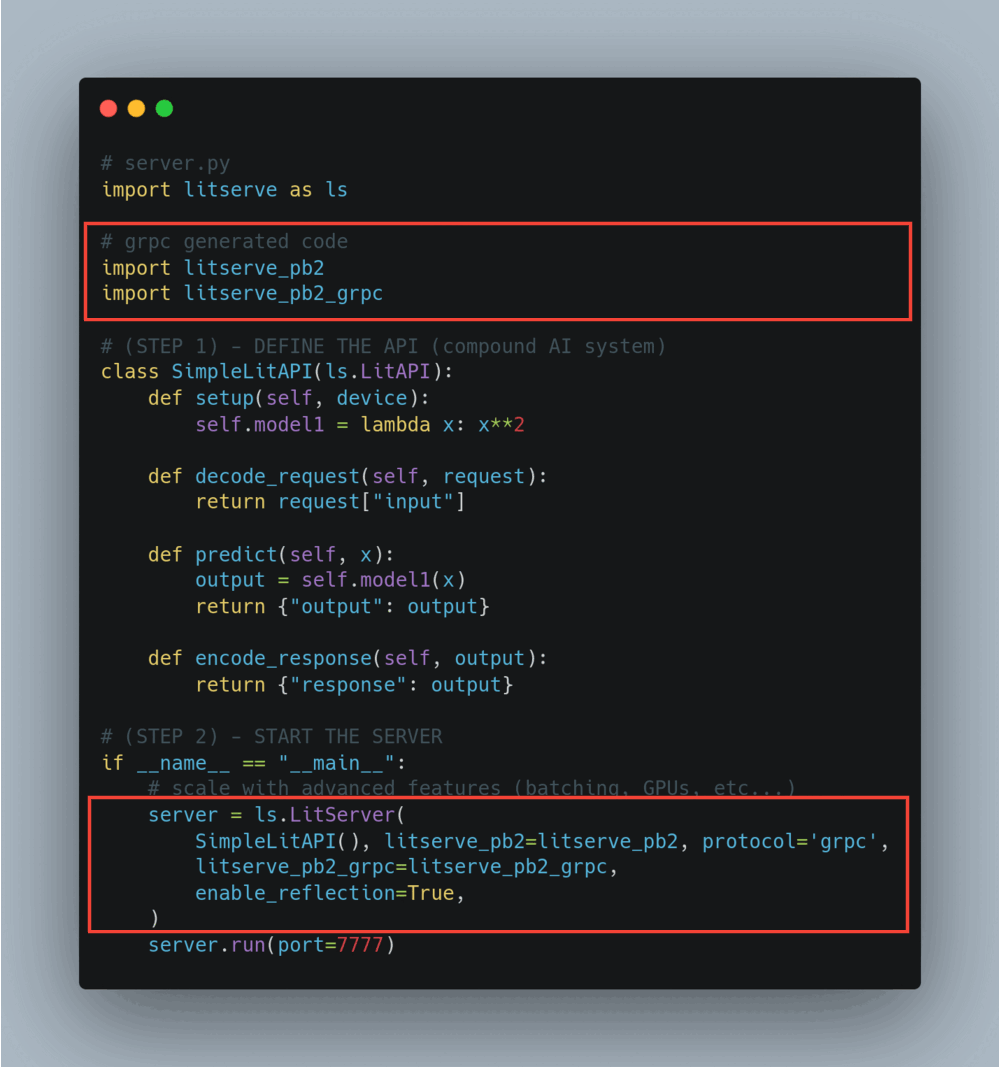 # server.py
import litserve as ls
# grpc generated code
import litserve_pb2
import litserve_pb2_grpc
# (STEP 1) - DEFINE THE API (compound AI system)
class SimpleLitAPI(ls.LitAPI):
    def setup(self, device):
        self.model1 = lambda x: x**2
    def decode_request(self, request):
        return request["input"]
    def predict(self, x):
        output = self.model1(x)
        return {"output": output}
    def encode_response(self, output):
        return {"response": output}
# (STEP 2) - START THE SERVER
if __name__ == "__main__":
    # scale with advanced features (batching, GPUs, etc...)
    server = ls.LitServer(
        SimpleLitAPI(), litserve_pb2=litserve_pb2, protocol='grpc',
        litserve_pb2_grpc=litserve_pb2_grpc,
        enable_reflection=True,
    )
    server.run(port=7777)